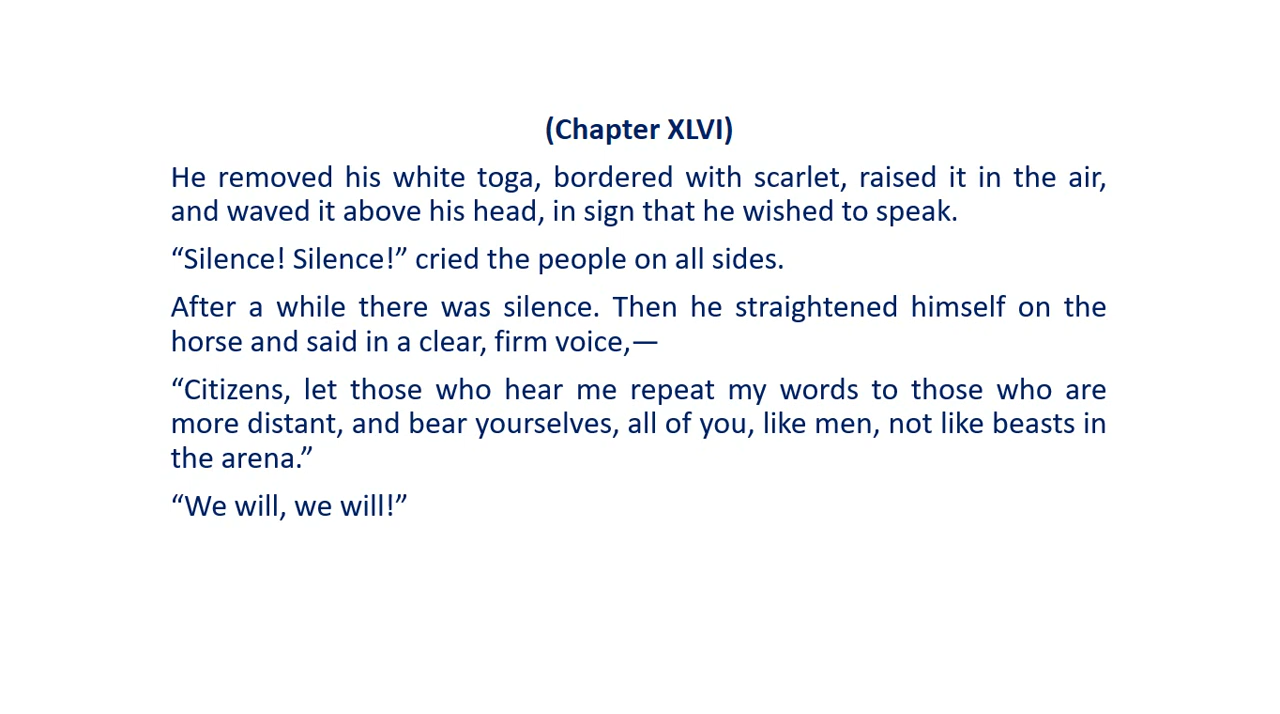 (Chapter XLVI)
He removed his white toga, bordered with scarlet, raised it in the air,
and waved it above his head, in sign that he wished to speak.
“Silence! Silence!” cried the people on all sides.
After a while there was silence. Then he straightened himself on the
horse and said in a clear, firm voice,—
“Citizens, let those who hear me repeat my words to those who are
more distant, and bear yourselves, all of you, like men, not like beasts in
the arena.”
“We will, we will!”